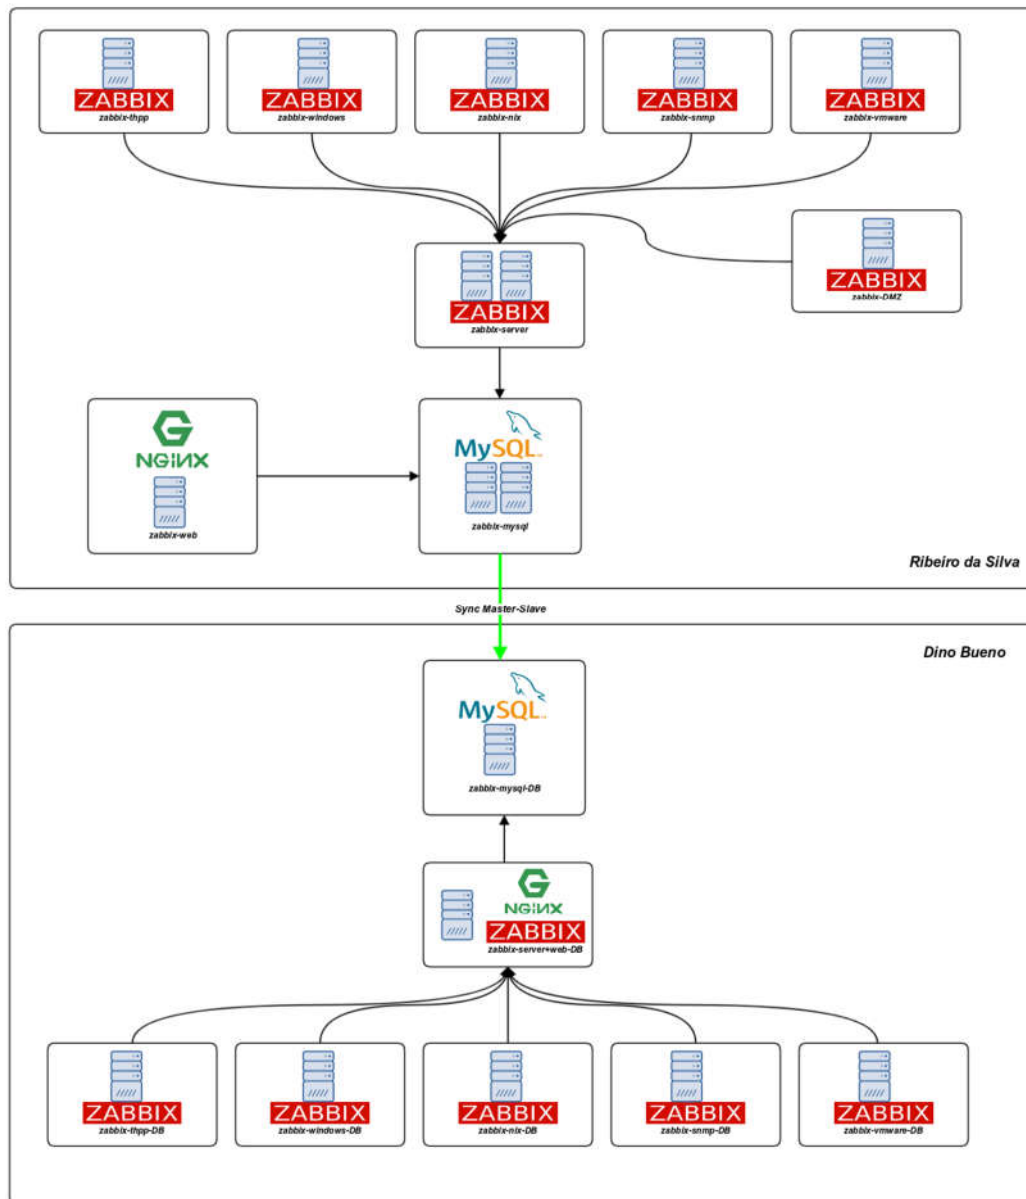 ZABBIX
zabbix-thpp
ZABBIX
zabbix-windows
ZABBIX
zabbix-nix
ZABBIX
zabbix-snmp
ZABBIX
zabbix-vmware
ZABBIX
zabbix-DMZ
ZABBIX
zabbix-server
NGINX
zabbix-web
MySQL
zabbix-mysql
Ribeiro da Silva
Sync Master-Slave
Dino Bueno
MySQL
zabbix-mysql-DB
NGINX
ZABBIX
zabbix-server+web-DB
ZABBIX
zabbix-thpp-DB
ZABBIX
zabbix-windows-DB
ZABBIX
zabbix-nix-DB
ZABBIX
zabbix-snmp-DB
ZABBIX
zabbix-vmware-DB